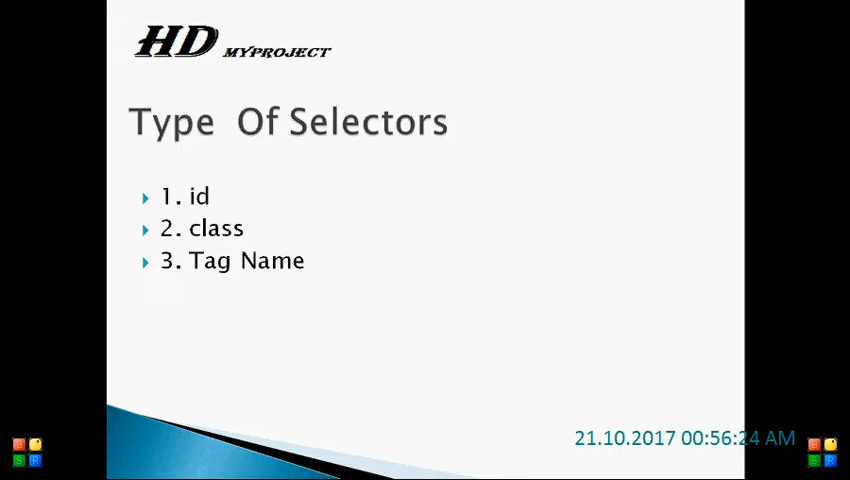 HD MYPROJECT
Type Of Selectors
1. id
2. class
3. Tag Name
21.10.2017 00:56:24 AM
B
S R
B
S R